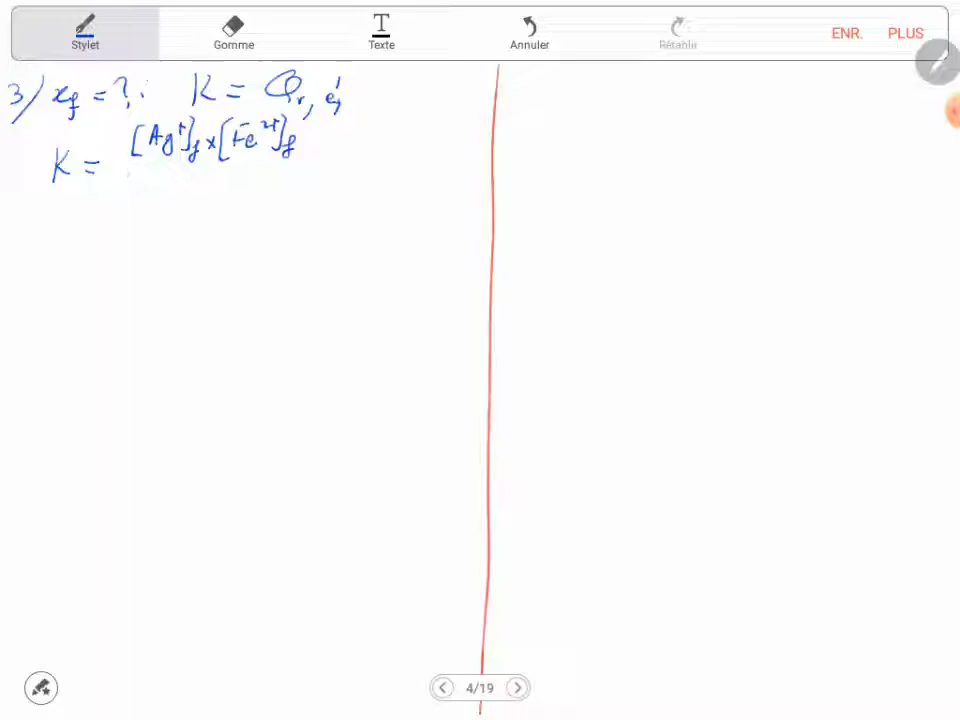 Stylet
Gomme
T
Texte
Annuler
Rétablir
ENR.
PLUS
3/ xf = ? : K = Qr, éq
K = [Ag+]f × [Fe2+]f
4/19